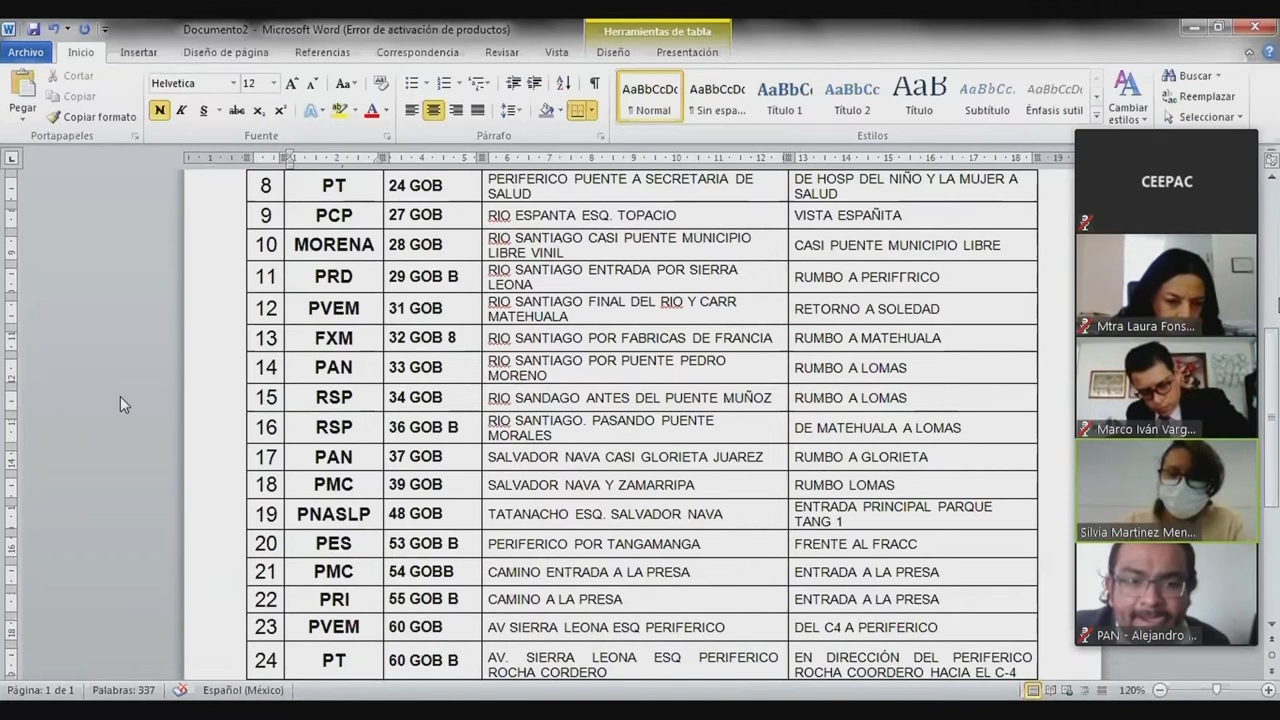 Documento2 - Microsoft Word (Error de activación de productos)
Herramientas de tabla
Archivo Inicio Insertar Diseño de página Referencias Correspondencia Revisar Vista Diseño Presentación
Pegar
Cortar
Copiar
Copiar formato
Portapapeles
Helvetica 12
Fuente
Párrafo
AaBbCcDc AaBbCcDc AaBbC AaBbCc AaB AaBbCc. AaBbCcDc
¶ Normal ¶ Sin espa... Título 1 Título 2 Título Subtítulo Énfasis sutil
Estilos
Cambiar estilos
Buscar
Reemplazar
Seleccionar
8 PT 24 GOB PERIFERICO PUENTE A SECRETARIA DE SALUD DE HOSP DEL NIÑO Y LA MUJER A SALUD
9 PCP 27 GOB RIO ESPANTA ESQ. TOPACIO VISTA ESPAÑITA
10 MORENA 28 GOB RIO SANTIAGO CASI PUENTE MUNICIPIO LIBRE VINIL CASI PUENTE MUNICIPIO LIBRE
11 PRD 29 GOB B RIO SANTIAGO ENTRADA POR SIERRA LEONA RUMBO A PERIFΓRICO
12 PVEM 31 GOB RIO SANTIAGO FINAL DEL RIO Y CARR MATEHUALA RETORNO A SOLEDAD
13 FXM 32 GOB 8 RIO SANTIAGO POR FABRICAS DE FRANCIA RUMBO A MATEHUALA
14 PAN 33 GOB RIO SANTIAGO POR PUENTE PEDRO MORENO RUMBO A LOMAS
15 RSP 34 GOB RIO SANDAGO ANTES DEL PUENTE MUÑOZ RUMBO A LOMAS
16 RSP 36 GOB B RIO SANTIAGO. PASANDO PUENTE MORALES DE MATEHUALA A LOMAS
17 PAN 37 GOB SALVADOR NAVA CASI GLORIETA JUAREZ RUMBO A GLORIETA
18 PMC 39 GOB SALVADOR NAVA Y ZAMARRIPA RUMBO LOMAS
19 PNASLP 48 GOB TATANACHO ESQ. SALVADOR NAVA ENTRADA PRINCIPAL PARQUE TANG 1
20 PES 53 GOB B PERIFERICO POR TANGAMANGA FRENTE AL FRACC
21 PMC 54 GOBB CAMINO ENTRADA A LA PRESA ENTRADA A LA PRESA
22 PRI 55 GOB B CAMINO A LA PRESA ENTRADA A LA PRESA
23 PVEM 60 GOB AV SIERRA LEONA ESQ PERIFERICO DEL C4 A PERIFERICO
24 PT 60 GOB B AV. SIERRA LEONA ESQ PERIFERICO ROCHA CORDERO EN DIRECCIÓN DEL PERIFERICO ROCHA COORDERO HACIA EL C-4
CEEPAC
Mtra Laura Fons...
Marco Iván Varg...
Silvia Martinez Men...
PAN - Alejandro ...
Página: 1 de 1 Palabras: 337 Español (México) 120%